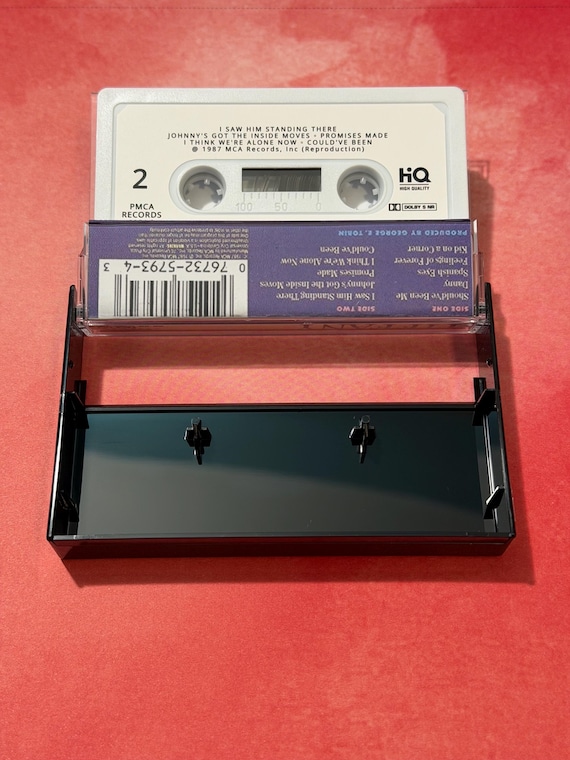 I SAW HIM STANDING THERE
JOHNNY'S GOT THE INSIDE MOVES - PROMISES MADE
I THINK WE'RE ALONE NOW - COULD'VE BEEN
@ 1987 MCA Records, Inc (Reproduction)
2
PMCA
RECORDS
100 50 0
HiQ
HIGH QUALITY
DOLBY S NR
SIDE ONE
Should've Been Me
Danny
Spanish Eyes
Feelings of Forever
Kid on a Corner
SIDE TWO
I Saw Him Standing There
Johnny's Got the Inside Moves
Promises Made
I Think We're Alone Now
Could've Been
PRODUCED BY GEORGE E. TOBIN
0 76732-5793-4 3